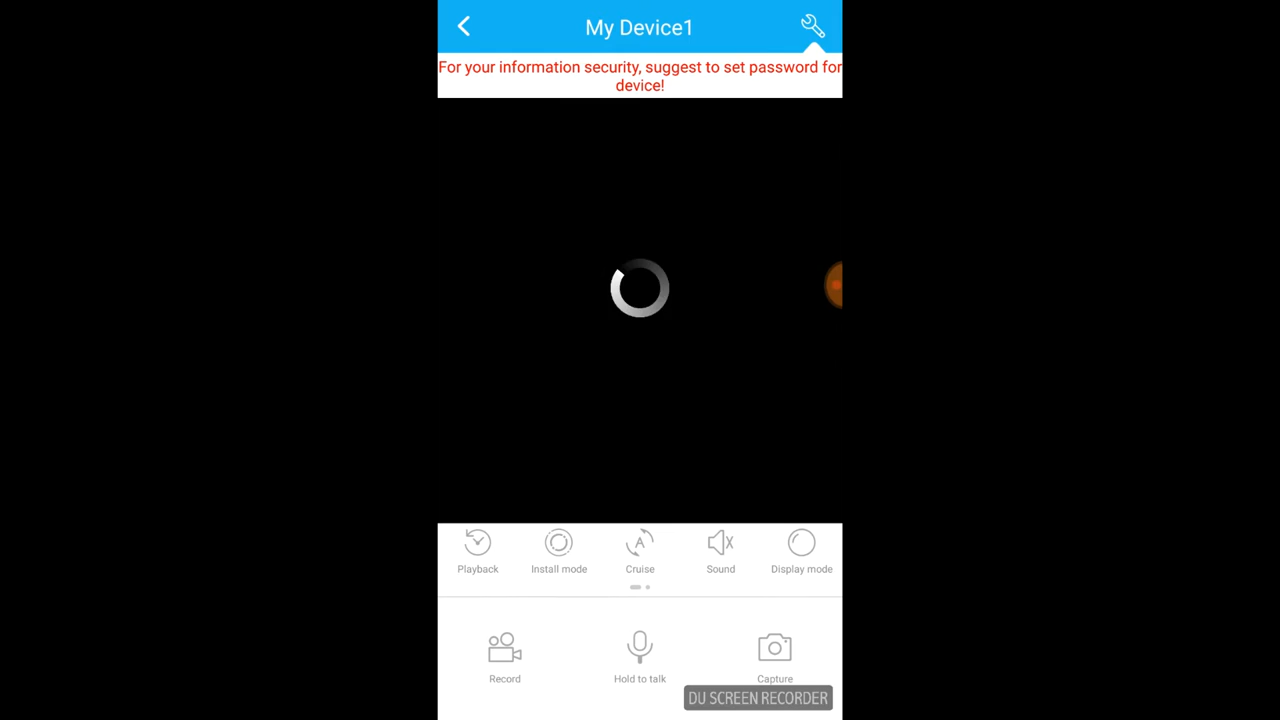 My Device1
For your information security, suggest to set password for
device!
A
Playback
Install mode
Cruise
Sound
Display mode
Record
Hold to talk
Capture
DU SCREEN RECORDER